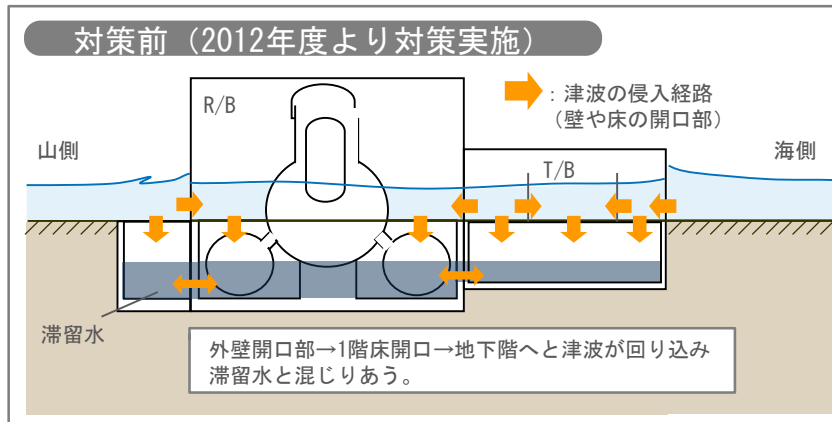 対策前（2012年度より対策実施）
R/B
：津波の侵入経路
（壁や床の開口部）
山側
海側
T/B
滞留水
外壁開口部→1階床開口→地下階へと津波が回り込み
滞留水と混じりあう。